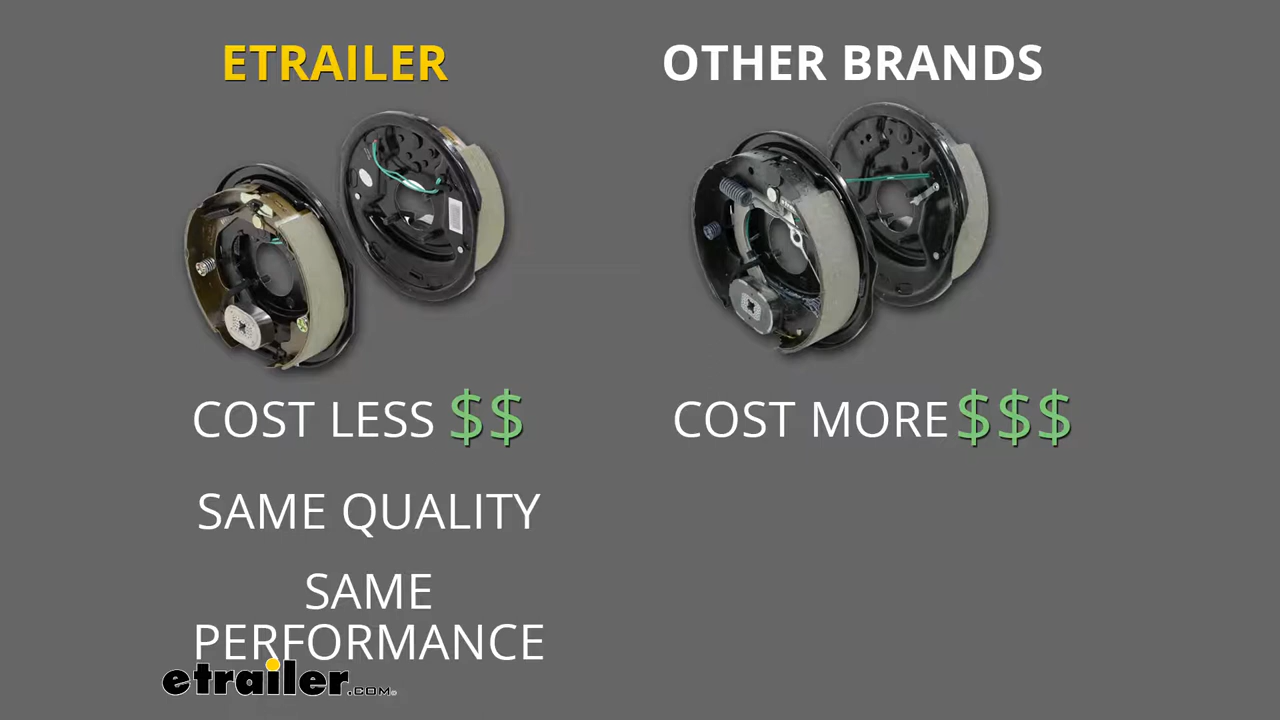 ETRAILER
OTHER BRANDS
COST LESS $$
COST MORE $$$
SAME QUALITY
SAME
PERFORMANCE
etrailer.COM